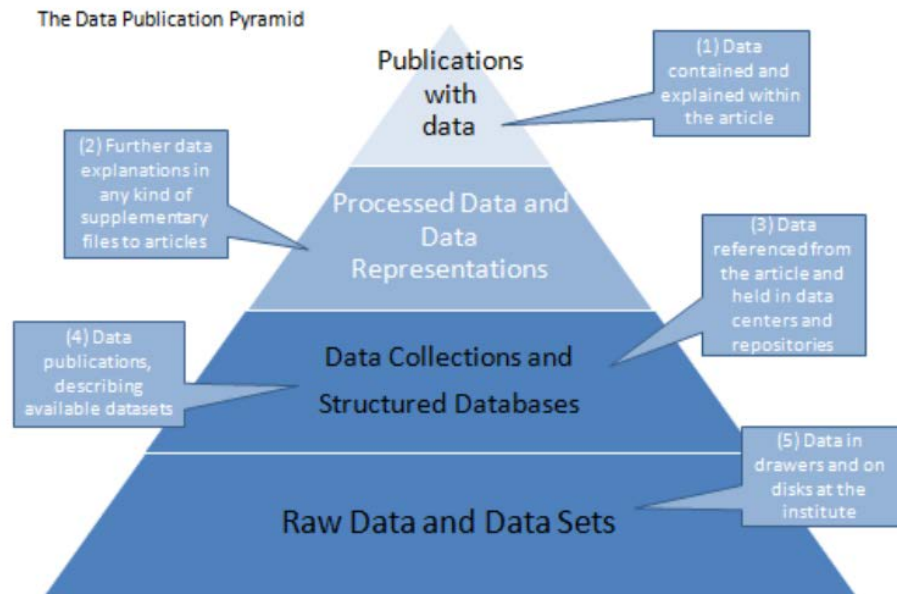 The Data Publication Pyramid
Publications
with
data
(1) Data
contained and
explained within
the article
(2) Further data
explanations in
any kind of
supplementary
files to articles
Processed Data and
Data
Representations
(3) Data
referenced from
the article and
held in data
centers and
repositories
(4) Data
publications,
describing
available datasets
Data Collections and
Structured Databases
(5) Data in
drawers and on
disks at the
institute
Raw Data and Data Sets